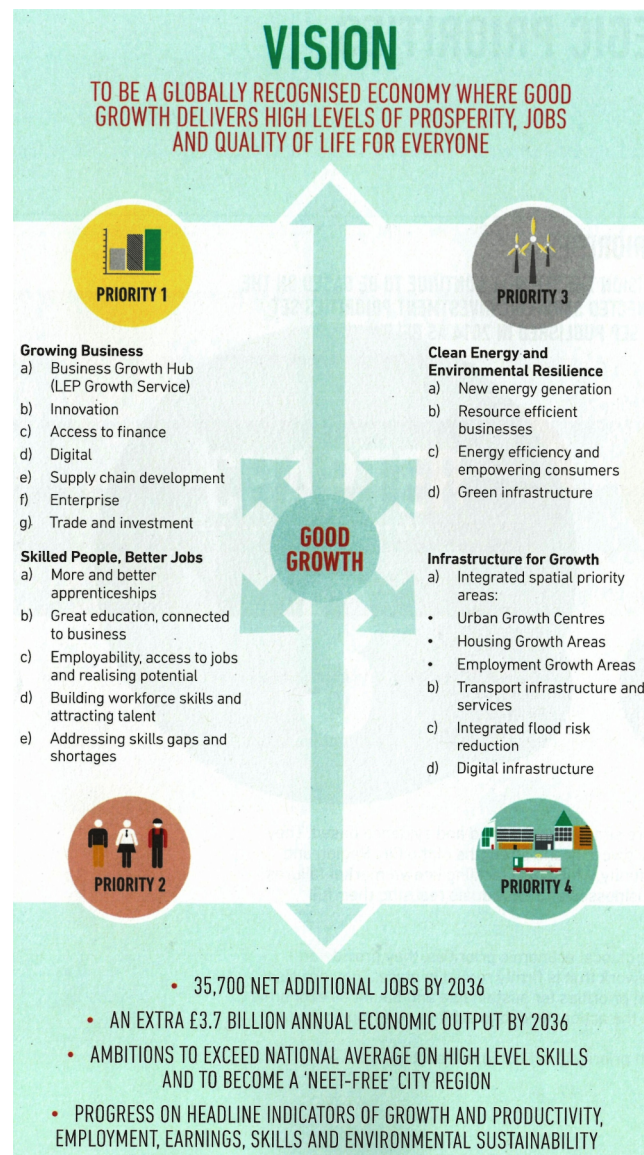 VISION
TO BE A GLOBALLY RECOGNISED ECONOMY WHERE GOOD
GROWTH DELIVERS HIGH LEVELS OF PROSPERITY, JOBS
AND QUALITY OF LIFE FOR EVERYONE
PRIORITY 1
Growing Business
a) Business Growth Hub
(LEP Growth Service)
b) Innovation
c) Access to finance
d) Digital
e) Supply chain development
f) Enterprise
g) Trade and investment
Skilled People, Better Jobs
a) More and better
apprenticeships
b) Great education, connected
to business
c) Employability, access to jobs
and realising potential
d) Building workforce skills and
attracting talent
e) Addressing skills gaps and
shortages
PRIORITY 2
GOOD
GROWTH
PRIORITY 3
Clean Energy and
Environmental Resilience
a) New energy generation
b) Resource efficient
businesses
c) Energy efficiency and
empowering consumers
d) Green infrastructure
Infrastructure for Growth
a) Integrated spatial priority
areas:
• Urban Growth Centres
• Housing Growth Areas
• Employment Growth Areas
b) Transport infrastructure and
services
c) Integrated flood risk
reduction
d) Digital infrastructure
PRIORITY 4
• 35,700 NET ADDITIONAL JOBS BY 2036
• AN EXTRA £3.7 BILLION ANNUAL ECONOMIC OUTPUT BY 2036
• AMBITIONS TO EXCEED NATIONAL AVERAGE ON HIGH LEVEL SKILLS
AND TO BECOME A 'NEET-FREE' CITY REGION
• PROGRESS ON HEADLINE INDICATORS OF GROWTH AND PRODUCTIVITY,
EMPLOYMENT, EARNINGS, SKILLS AND ENVIRONMENTAL SUSTAINABILITY